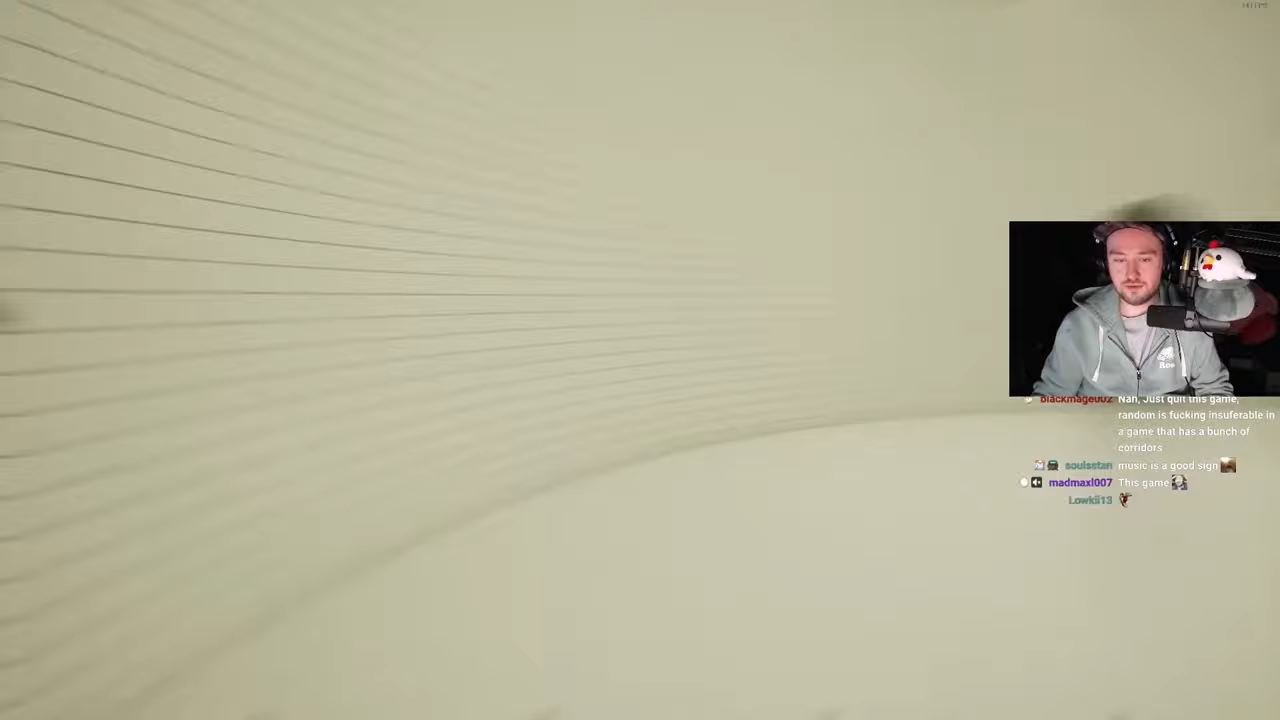 blackmage002 Nah, Just quit this game,
random is fucking insuferable in
a game that has a bunch of
corridors
soulsstan music is a good sign
madmaxl007 This game
Lowkii13